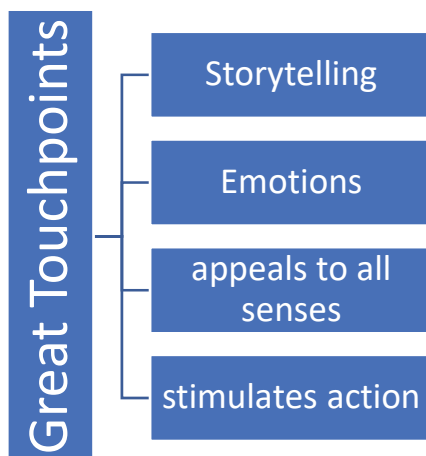 Great Touchpoints
Storytelling
Emotions
appeals to all
senses
stimulates action